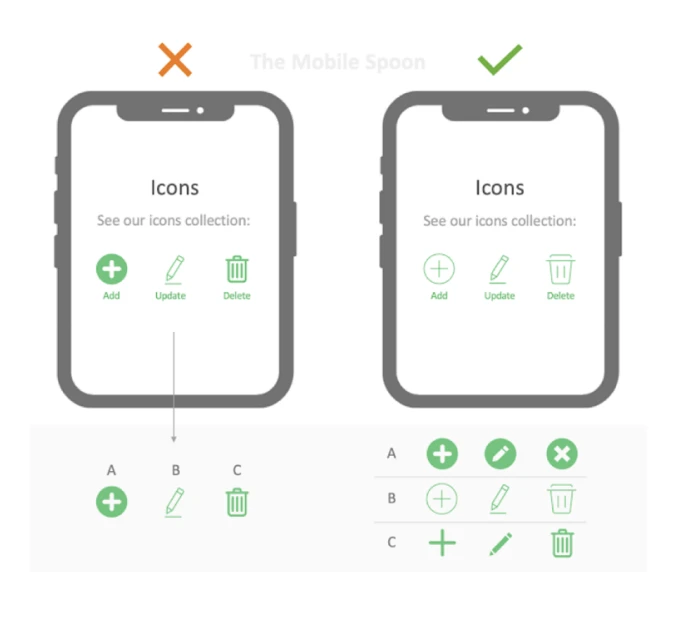 The Mobile Spoon
Icons
See our icons collection:
Add Update Delete
Icons
See our icons collection:
Add Update Delete
A B C
A
B
C